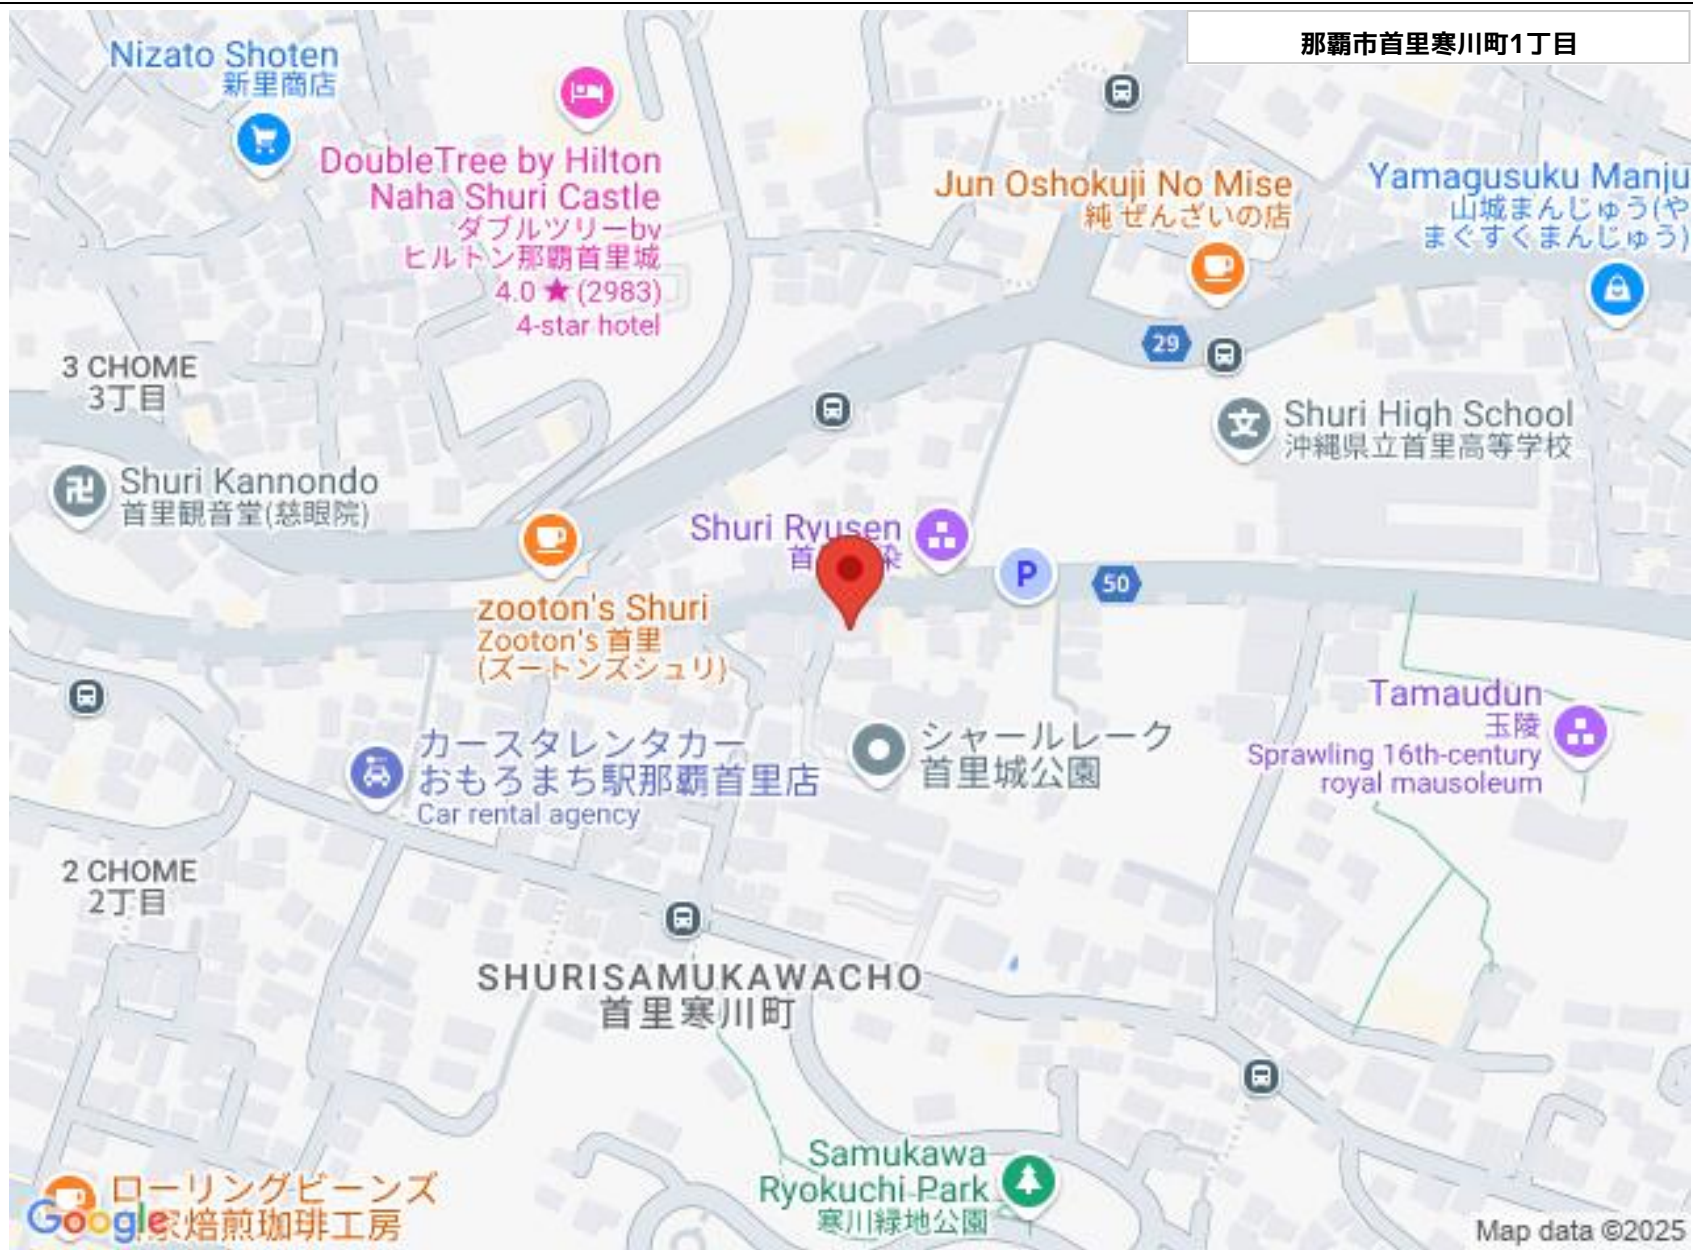 那覇市首里寒川町1丁目
Nizato Shoten
新里商店
DoubleTree by Hilton
Naha Shuri Castle
ダブルツリーby
ヒルトン那覇首里城
4.0 ★ (2983)
4-star hotel
Jun Oshokuji No Mise
純 ぜんざいの店
Yamagusuku Manju
山城まんじゅう(や
まぐすくまんじゅう)
29
3 CHOME
3丁目
Shuri High School
沖縄県立首里高等学校
文
Shuri Kannondo
首里観音堂(慈眼院)
Shuri Ryusen
首
染
P
50
zooton's Shuri
Zooton's 首里
(ズートンズシュリ)
Tamaudun
玉陵
Sprawling 16th-century
royal mausoleum
カースタレンタカー
おもろまち駅那覇首里店
Car rental agency
シャールレーク
首里城公園
2 CHOME
2丁目
SHURISAMUKAWACHO
首里寒川町
Samukawa
Ryokuchi Park
寒川緑地公園
ローリングビーンズ
焙煎珈琲工房
Google
Map data ©2025